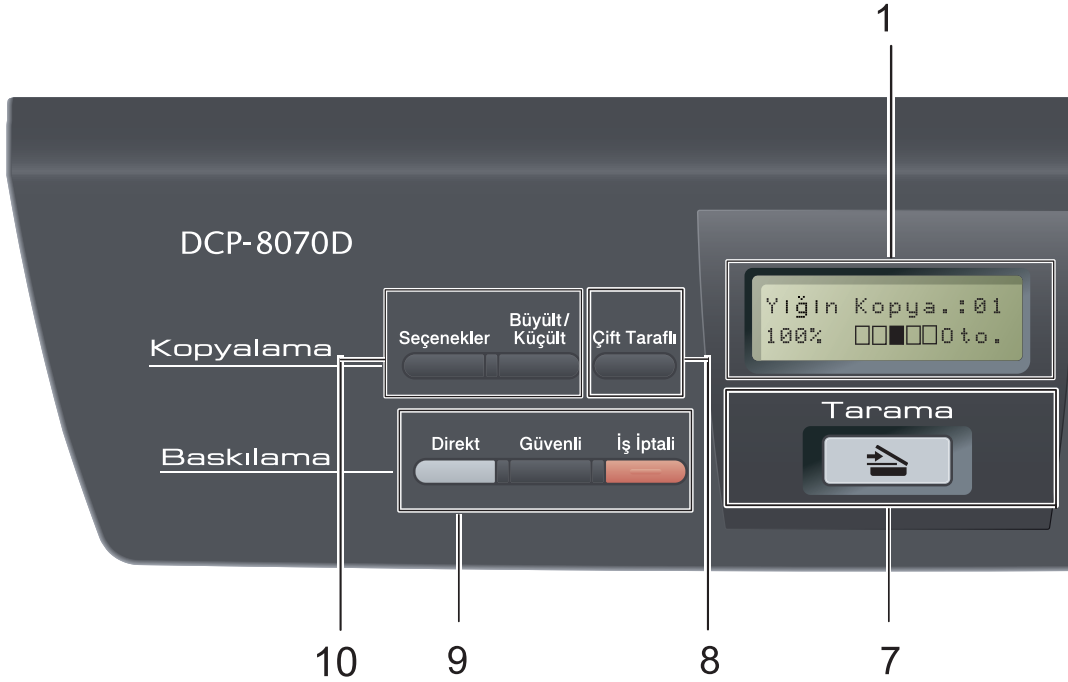 1
DCP-8070D
Yığın Kopya.:01
100% □□■□□Oto.
Kopyalama
Seçenekler
Büyült/
Küçült
Çift Taraflı
Tarama
Baskılama
Direkt
Güvenli
İş İptali
10
9
8
7